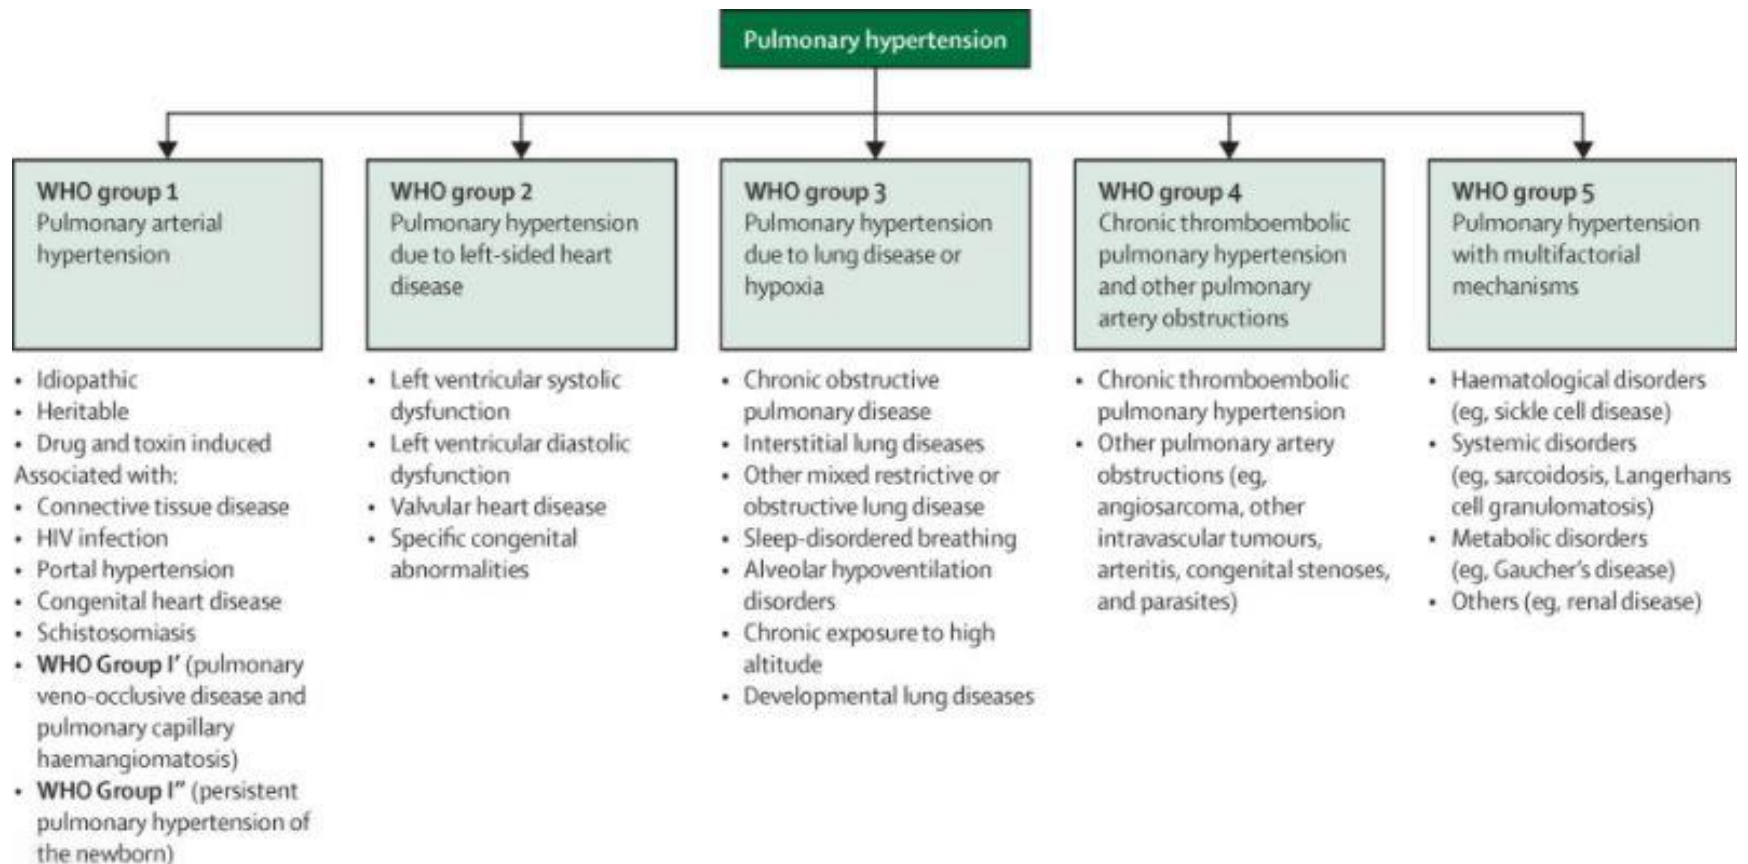 Pulmonary hypertension
WHO group 1
Pulmonary arterial
hypertension
• Idiopathic
• Heritable
• Drug and toxin induced
Associated with:
• Connective tissue disease
• HIV infection
• Portal hypertension
• Congenital heart disease
• Schistosomiasis
• WHO Group I′ (pulmonary
veno-occlusive disease and
pulmonary capillary
haemangiomatosis)
• WHO Group I″ (persistent
pulmonary hypertension of
the newborn)
WHO group 2
Pulmonary hypertension
due to left-sided heart
disease
• Left ventricular systolic
dysfunction
• Left ventricular diastolic
dysfunction
• Valvular heart disease
• Specific congenital
abnormalities
WHO group 3
Pulmonary hypertension
due to lung disease or
hypoxia
• Chronic obstructive
pulmonary disease
• Interstitial lung diseases
• Other mixed restrictive or
obstructive lung disease
• Sleep-disordered breathing
• Alveolar hypoventilation
disorders
• Chronic exposure to high
altitude
• Developmental lung diseases
WHO group 4
Chronic thromboembolic
pulmonary hypertension
and other pulmonary
artery obstructions
• Chronic thromboembolic
pulmonary hypertension
• Other pulmonary artery
obstructions (eg,
angiosarcoma, other
intravascular tumours,
arteritis, congenital stenoses,
and parasites)
WHO group 5
Pulmonary hypertension
with multifactorial
mechanisms
• Haematological disorders
(eg, sickle cell disease)
• Systemic disorders
(eg, sarcoidosis, Langerhans
cell granulomatosis)
• Metabolic disorders
(eg, Gaucher's disease)
• Others (eg, renal disease)